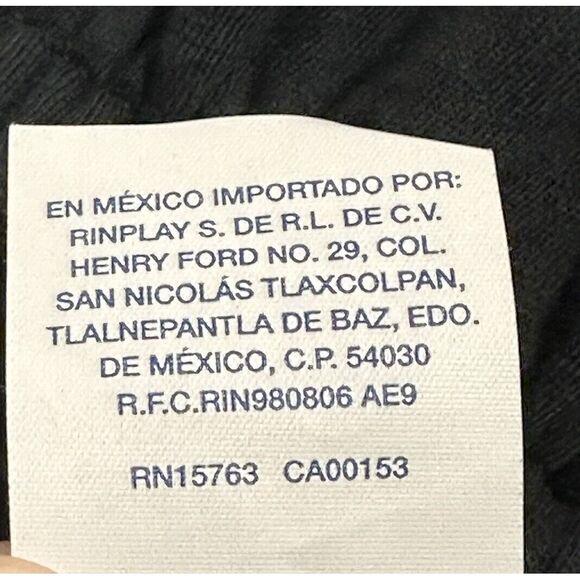 EN MÉXICO IMPORTADO POR:
RINPLAY S. DE R.L. DE C.V.
HENRY FORD NO. 29, COL.
SAN NICOLÁS TLAXCOLPAN,
TLALNEPANTLA DE BAZ, EDO.
DE MÉXICO, C.P. 54030
R.F.C.RIN980806 AE9
RN15763 CA00153